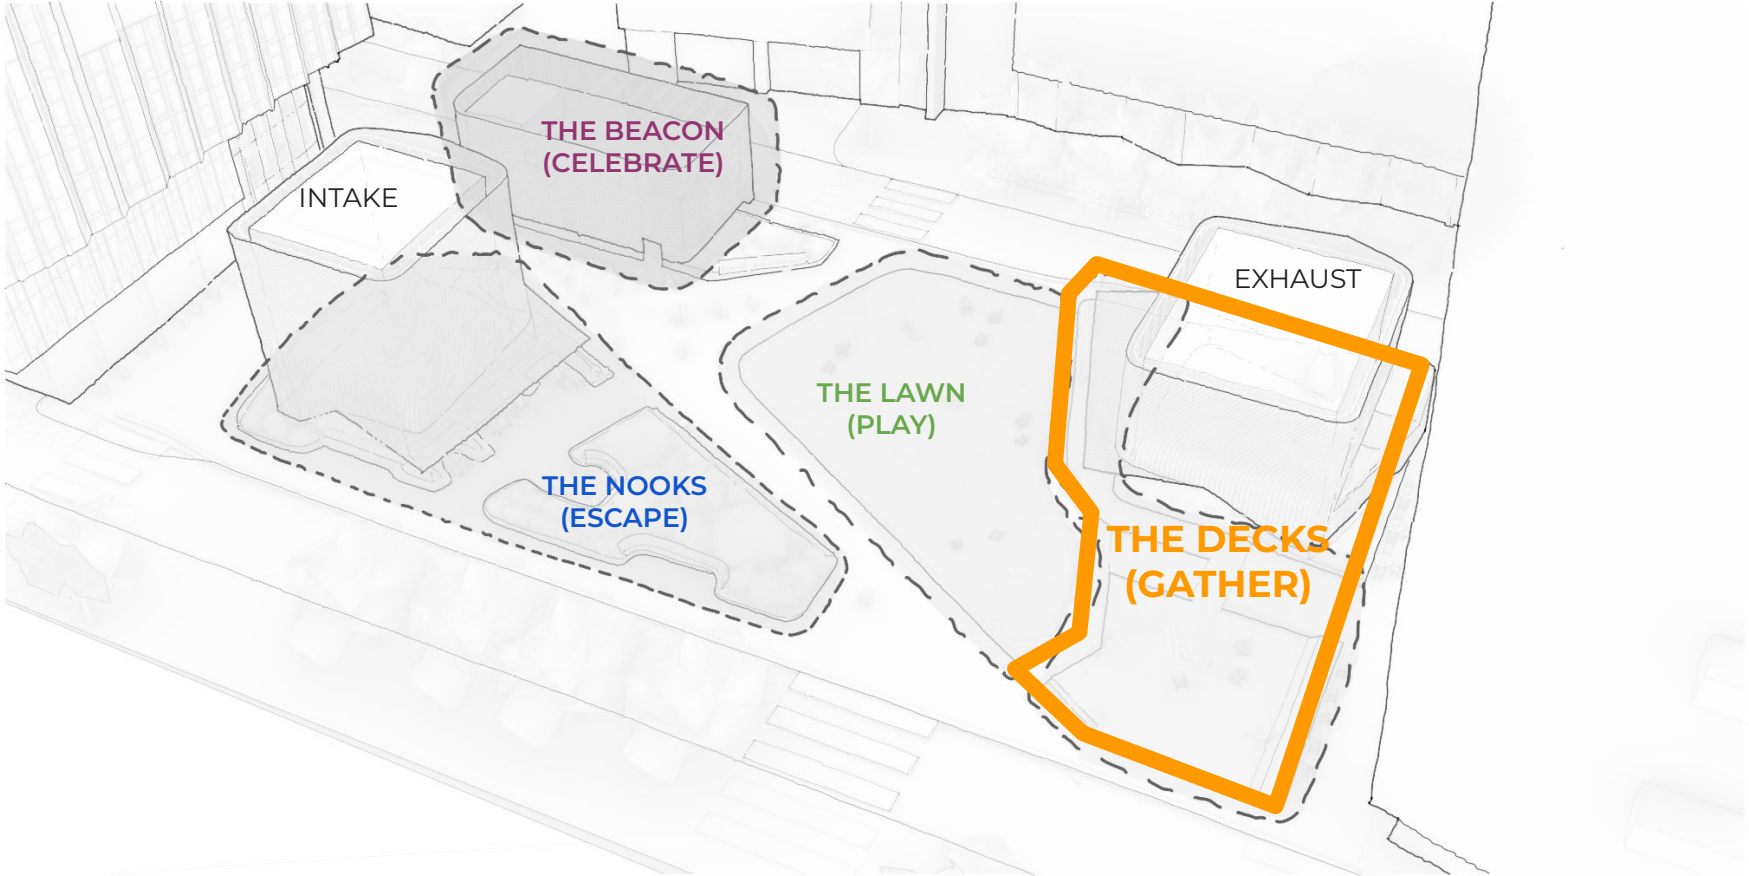 THE BEACON
(CELEBRATE)
INTAKE
EXHAUST
THE LAWN
(PLAY)
THE NOOKS
(ESCAPE)
THE DECKS
(GATHER)